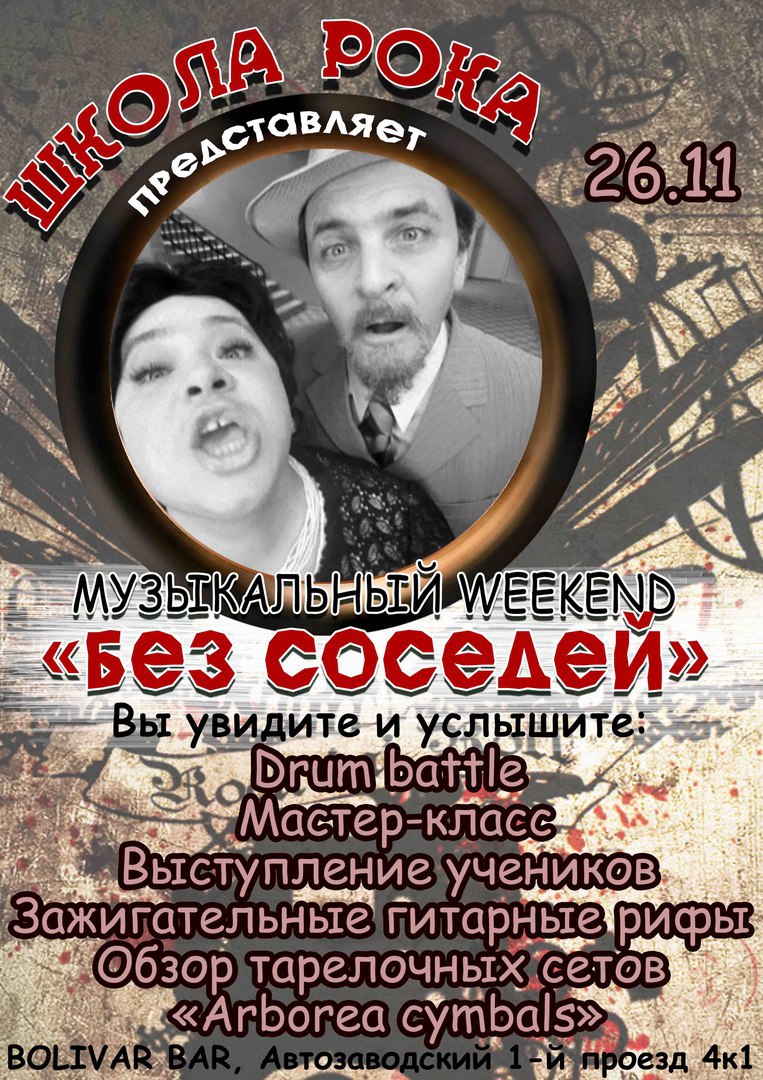 ШКОЛА РОКА
представляет
26.11
МУЗЫКАЛЬНЫЙ WEEKEND
«Без соседей»
Вы увидите и услышите:
Drum battle
Мастер-класс
Выступление учеников
Зажигательные гитарные рифы
Обзор тарелочных сетов
«Arborea cymbals»
BOLIVAR BAR, Автозаводский 1-й проезд 4к1